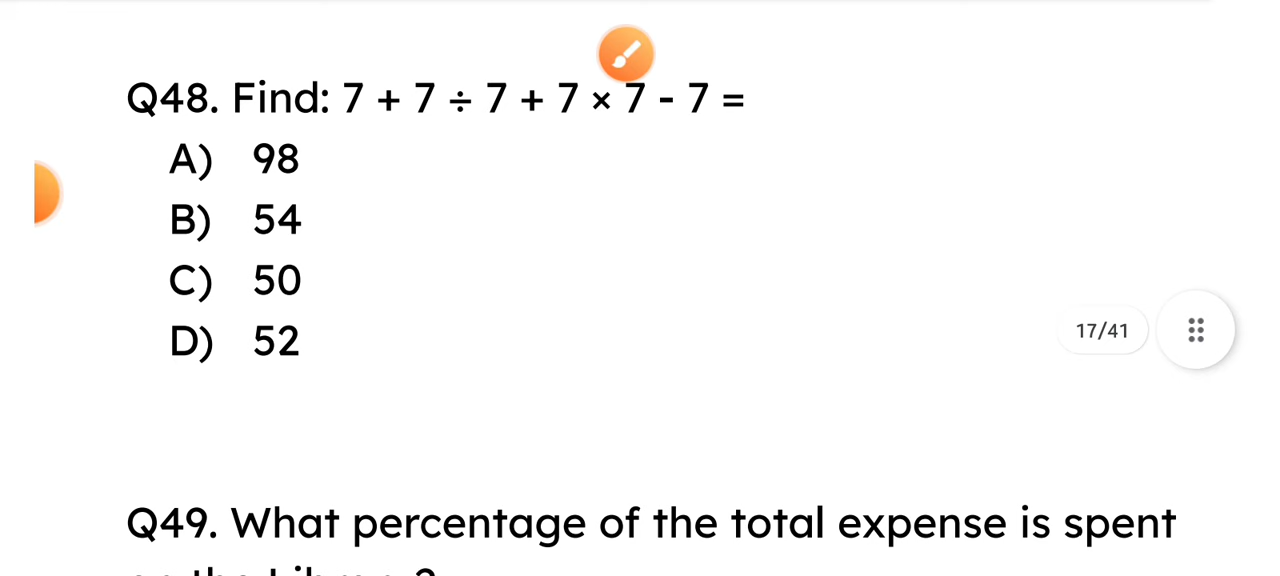 Q48. Find: 7 + 7 ÷ 7 + 7 × 7 - 7 =
A) 98
B) 54
C) 50
D) 52
17/41
Q49. What percentage of the total expense is spent